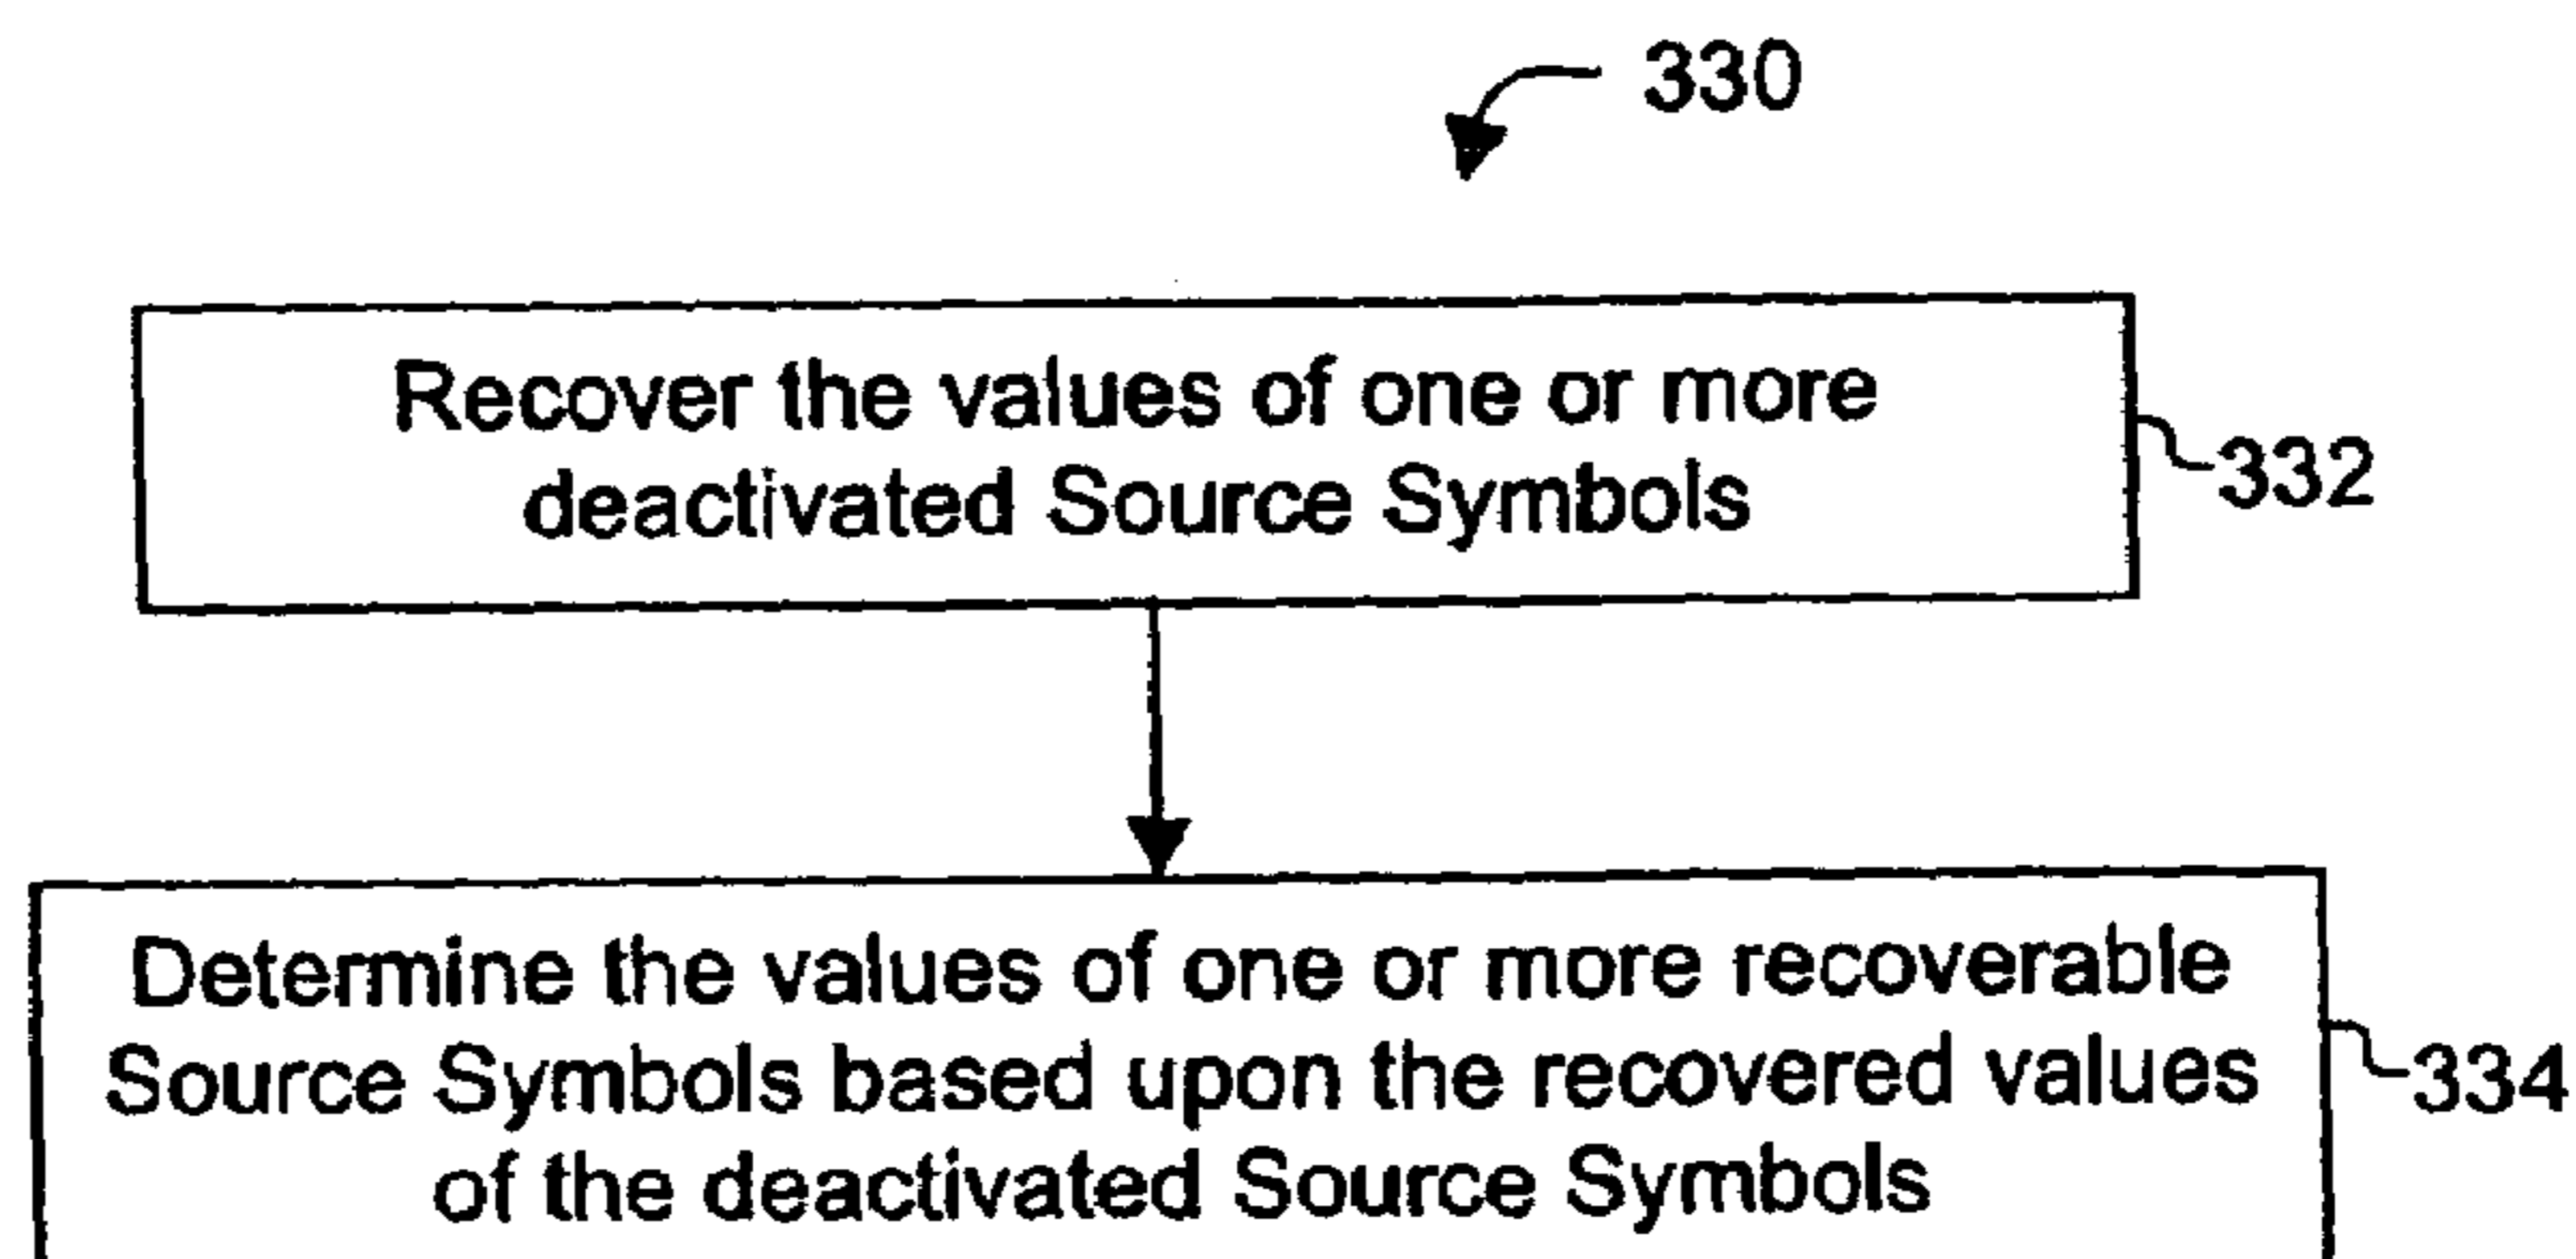 330
Recover the values of one or more
deactivated Source Symbols
332
Determine the values of one or more recoverable
Source Symbols based upon the recovered values
of the deactivated Source Symbols
334